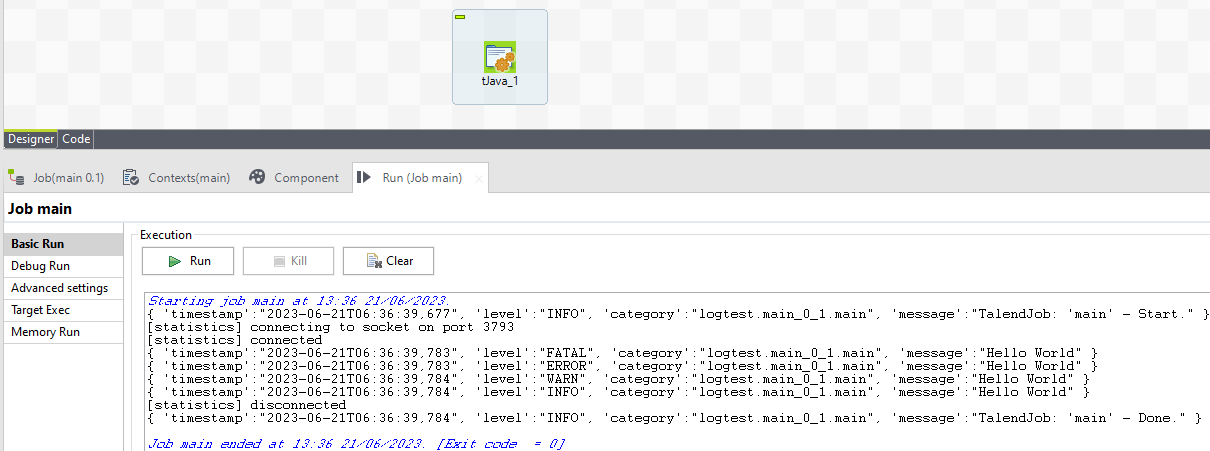 tJava_1
Designer Code
Job(main 0.1) Contexts(main) Component Run (Job main)
Job main
Basic Run
Debug Run
Advanced settings
Target Exec
Memory Run
Execution
Run Kill Clear
Starting job main at 13:36 21/06/2023.
{ 'timestamp':"2023-06-21T06:36:39,677", 'level':"INFO", 'category':"logtest.main_0_1.main", 'message':"TalendJob: 'main' - Start." }
[statistics] connecting to socket on port 3793
[statistics] connected
{ 'timestamp':"2023-06-21T06:36:39,783", 'level':"FATAL", 'category':"logtest.main_0_1.main", 'message':"Hello World" }
{ 'timestamp':"2023-06-21T06:36:39,783", 'level':"ERROR", 'category':"logtest.main_0_1.main", 'message':"Hello World" }
{ 'timestamp':"2023-06-21T06:36:39,784", 'level':"WARN", 'category':"logtest.main_0_1.main", 'message':"Hello World" }
{ 'timestamp':"2023-06-21T06:36:39,784", 'level':"INFO", 'category':"logtest.main_0_1.main", 'message':"Hello World" }
[statistics] disconnected
{ 'timestamp':"2023-06-21T06:36:39,784", 'level':"INFO", 'category':"logtest.main_0_1.main", 'message':"TalendJob: 'main' - Done." }
Job main ended at 13:36 21/06/2023. [Exit code  = 0]